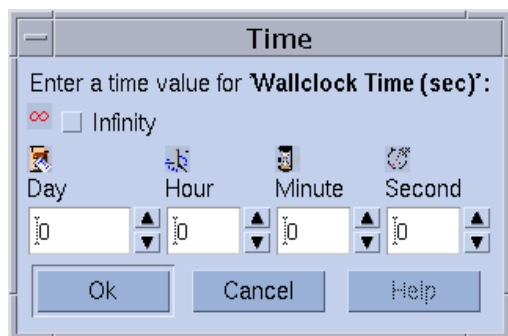 Time
Enter a time value for 'Wallclock Time (sec)':
∞ Infinity
Day Hour Minute Second
0 0 0 0
Ok Cancel Help